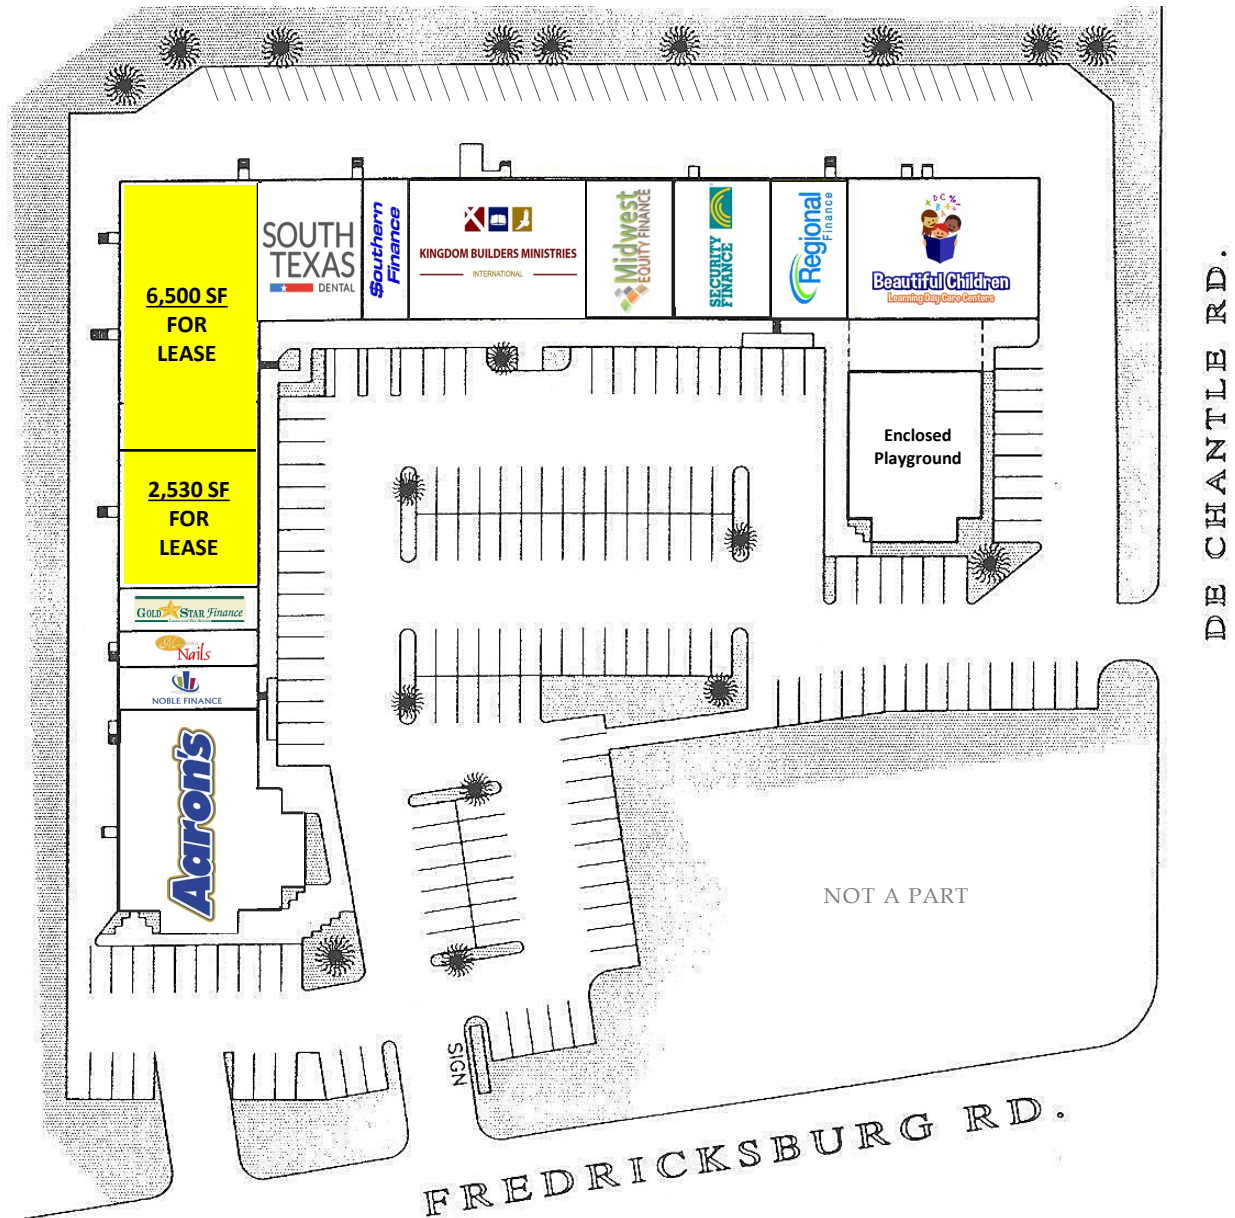 6,500 SF
FOR
LEASE
SOUTH
TEXAS
DENTAL
Southern
Finance
KINGDOM BUILDERS MINISTRIES
INTERNATIONAL
Midwest
EQUITY FINANCE
SECURITY
FINANCE
Regional
Finance
Beautiful Children
Learning Day Care Centers
2,530 SF
FOR
LEASE
Enclosed
Playground
GOLD STAR Finance
Nails
NOBLE FINANCE
Aaron's
NOT A PART
SIGN
DE CHANTLE RD.
FREDRICKSBURG RD.